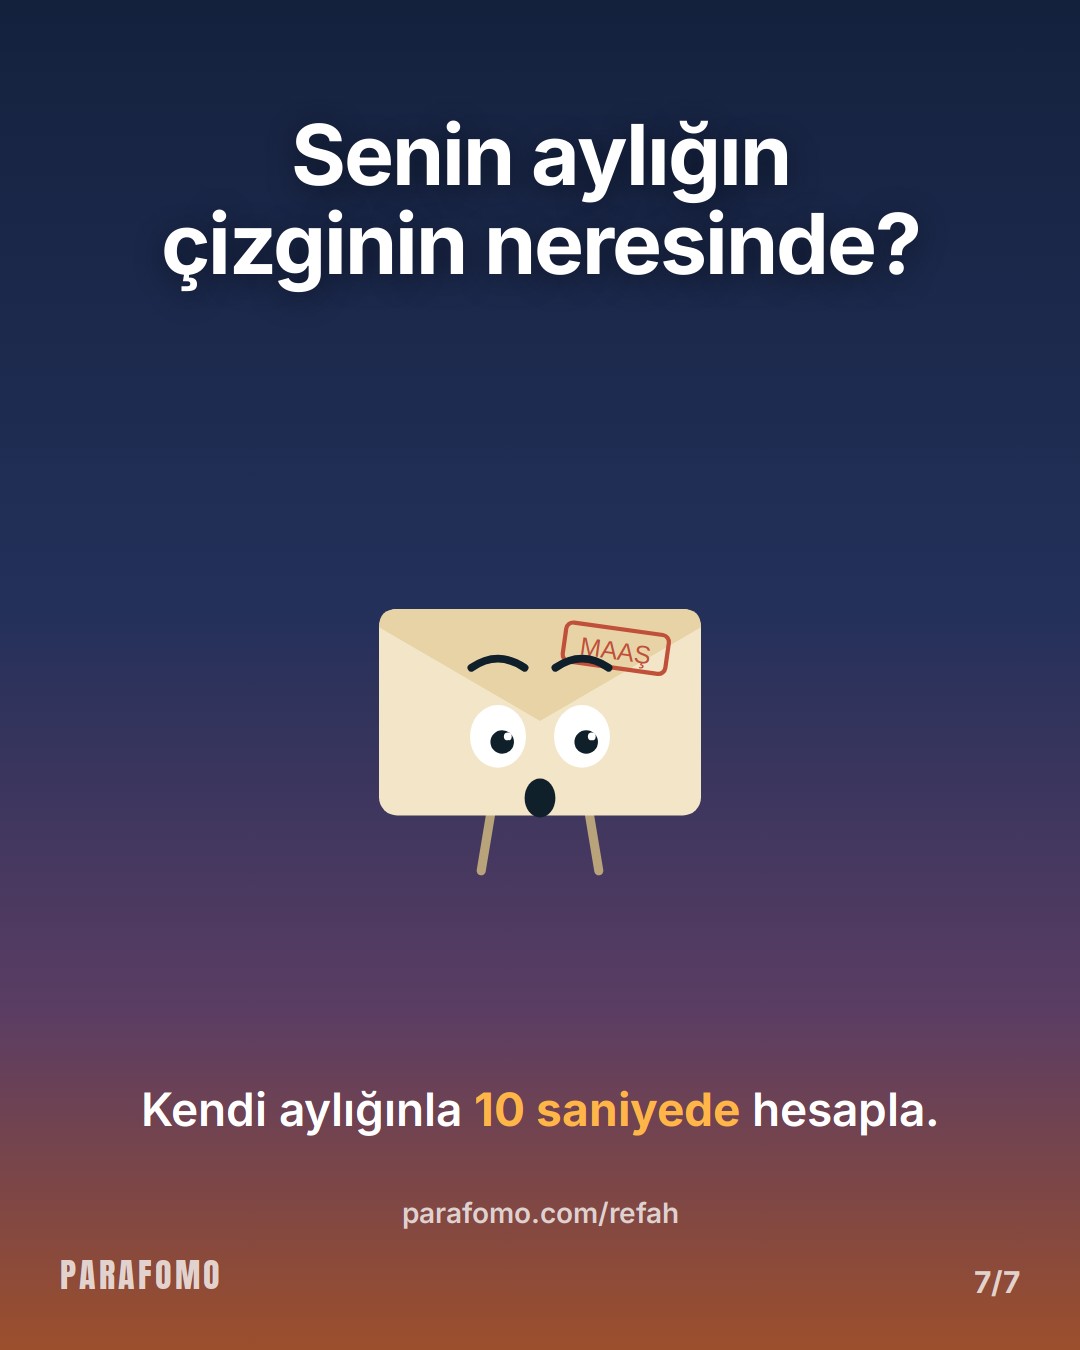 Senin aylığın
çizginin neresinde?
MAAŞ
Kendi aylığınla 10 saniyede hesapla.
parafomo.com/refah
PARAFOMO
7/7